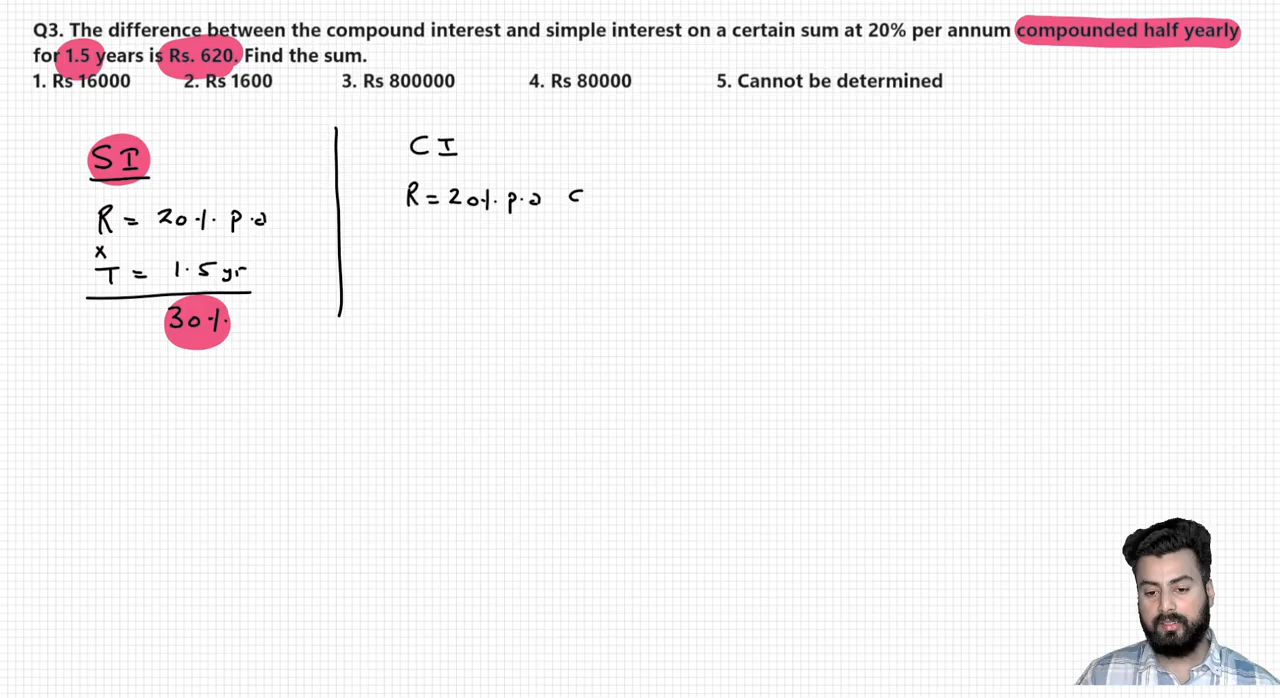 Q3. The difference between the compound interest and simple interest on a certain sum at 20% per annum compounded half yearly
for 1.5 years is Rs. 620. Find the sum.
1. Rs 16000 2. Rs 1600 3. Rs 800000 4. Rs 80000 5. Cannot be determined
SI
R = 20%. p.a
x
T = 1.5 yr
30%.
CI
R = 20%. p.a c